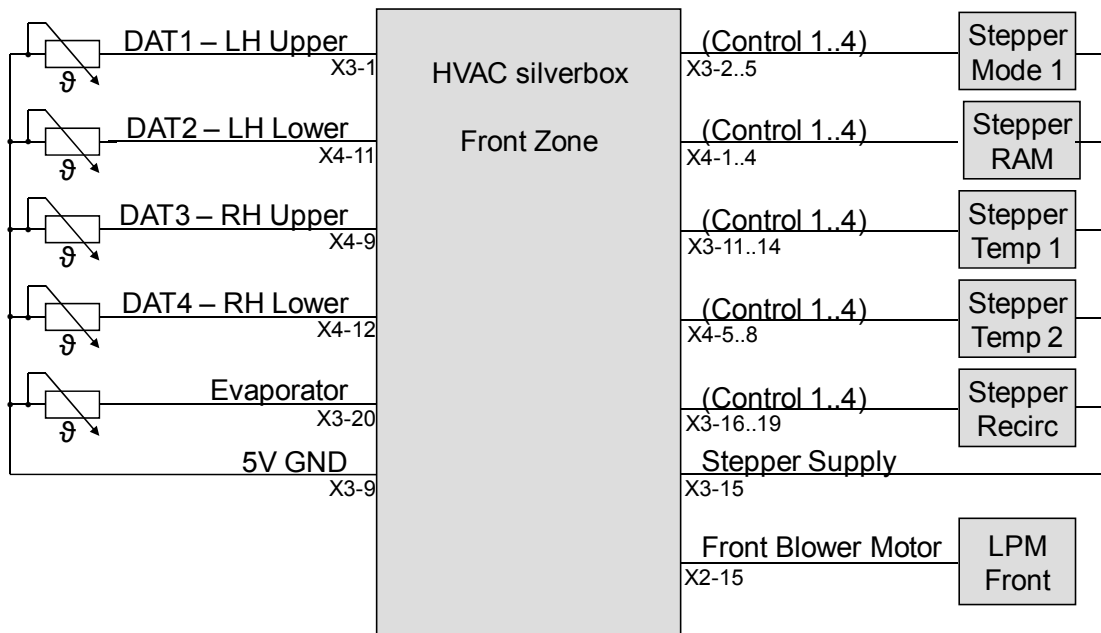 DAT1 – LH Upper
X3-1
ϑ
DAT2 – LH Lower
X4-11
ϑ
DAT3 – RH Upper
X4-9
ϑ
DAT4 – RH Lower
X4-12
ϑ
Evaporator
X3-20
ϑ
5V GND
X3-9
HVAC silverbox
Front Zone
(Control 1..4)
X3-2..5
Stepper
Mode 1
(Control 1..4)
X4-1..4
Stepper
RAM
(Control 1..4)
X3-11..14
Stepper
Temp 1
(Control 1..4)
X4-5..8
Stepper
Temp 2
(Control 1..4)
X3-16..19
Stepper
Recirc
Stepper Supply
X3-15
Front Blower Motor
X2-15
LPM
Front